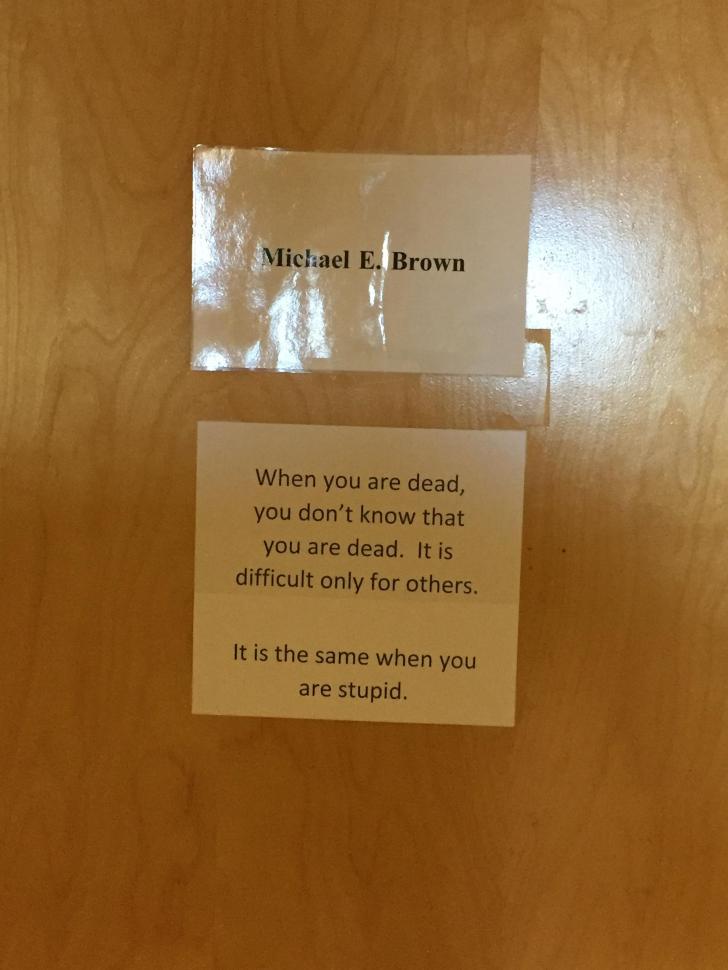 Michael E. Brown
When you are dead,
you don't know that
you are dead.  It is
difficult only for others.
It is the same when you
are stupid.